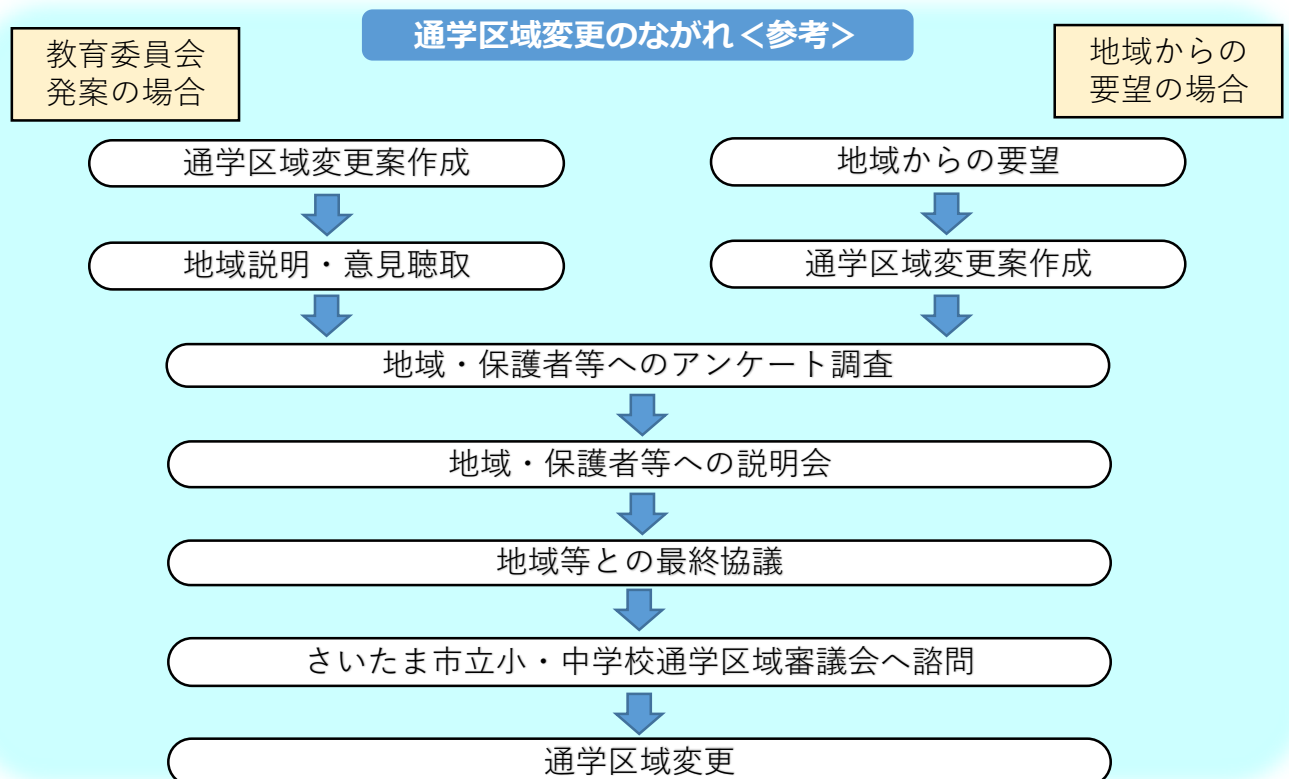 通学区域変更のながれ＜参考＞
教育委員会
発案の場合
地域からの
要望の場合
通学区域変更案作成
地域からの要望
地域説明・意見聴取
通学区域変更案作成
地域・保護者等へのアンケート調査
地域・保護者等への説明会
地域等との最終協議
さいたま市立小・中学校通学区域審議会へ諮問
通学区域変更